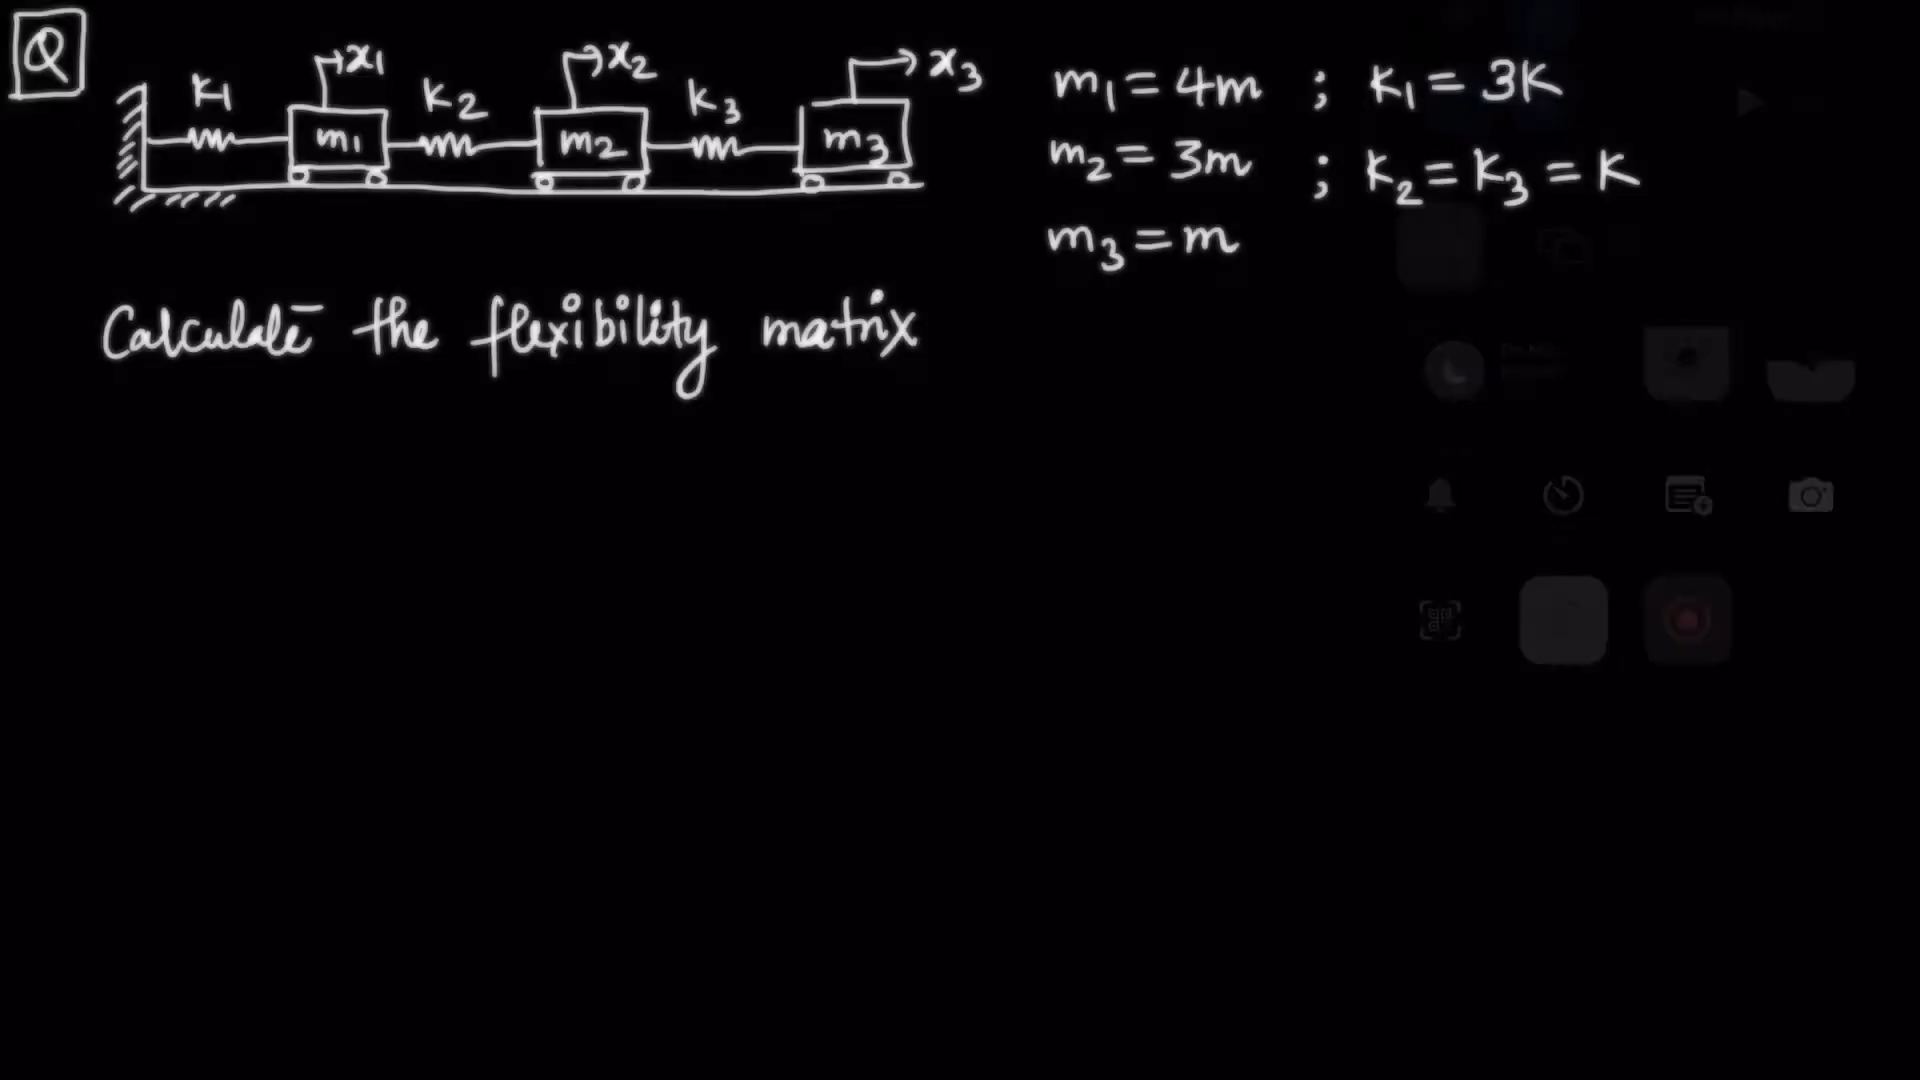 Q
x1 x2 x3
K1 K2 K3
m1 m2 m3
m1 = 4m ; K1 = 3K
m2 = 3m ; K2 = K3 = K
m3 = m
Calculate the flexibility matrix